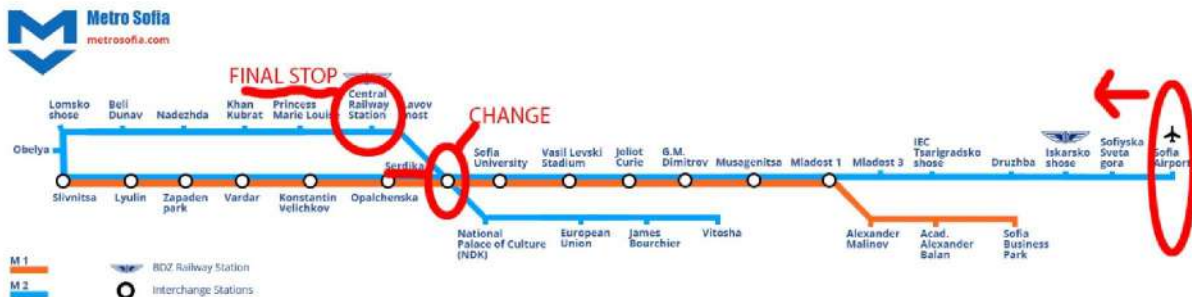 Metro Sofia
metrosofia.com
FINAL STOP
CHANGE
Lomsko
shose
Beli
Dunav
Nadezhda
Khan
Kubrat
Princess
Marie Louise
Central
Railway
Station
Lavov
most
Obelya
Serdika
Sofia
University
Vasil Levski
Stadium
Joliot
Curie
G.M.
Dimitrov
Musagenitsa
Mladost 1
Mladost 3
IEC
Tsarigradsko
shose
Druzhba
Iskarsko
shose
Sofiyska
Sveta
gora
Sofia
Airport
Slivnitsa
Lyulin
Zapaden
park
Vardar
Konstantin
Velichkov
Opalchenska
National
Palace of Culture
(NDK)
European
Union
James
Bourchier
Vitosha
Alexander
Malinov
Acad.
Alexander
Balan
Sofia
Business
Park
M 1
BDZ Railway Station
M 2
Interchange Stations